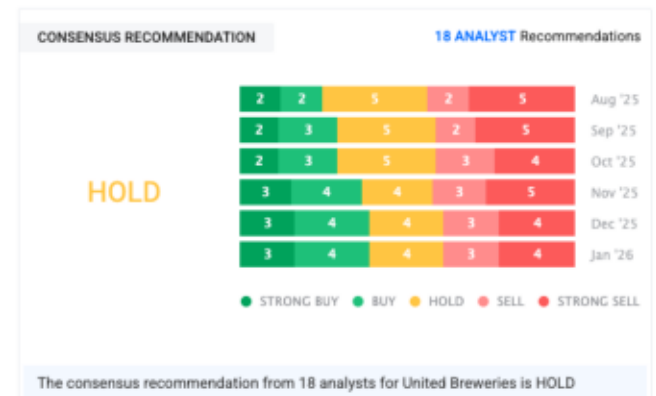 CONSENSUS RECOMMENDATION
18 ANALYST Recommendations
2 2 5 2 5 Aug '25
2 3 5 2 5 Sep '25
2 3 5 3 4 Oct '25
HOLD
3 4 4 3 5 Nov '25
3 4 4 3 4 Dec '25
3 4 4 3 4 Jan '26
STRONG BUY BUY HOLD SELL STRONG SELL
The consensus recommendation from 18 analysts for United Breweries is HOLD